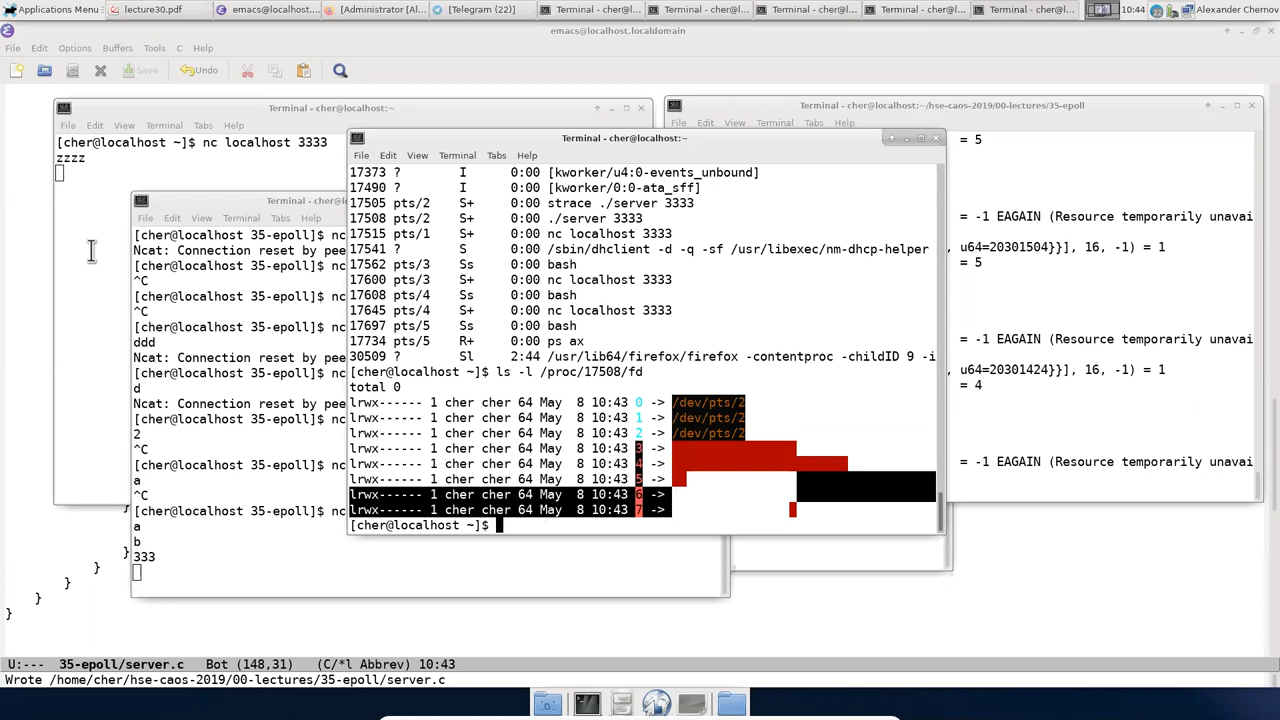 Applications Menu
lecture30.pdf
emacs@localhost....
[Administrator [Al...
[Telegram (22)]
Terminal - cher@l...
Terminal - cher@l...
Terminal - cher@l...
Terminal - cher@l...
Terminal - cher@l...
10:44
22
Alexander Chernov
emacs@localhost.localdomain
File Edit Options Buffers Tools C Help
Save
Undo
Terminal - cher@localhost:~
File Edit View Terminal Tabs Help
[cher@localhost ~]$ nc localhost 3333
zzzz
Terminal - cher@localhost:~/hse-caos-2019/00-lectures/35-epoll
File Edit View Terminal Tabs Help
= 5
= -1 EAGAIN (Resource temporarily unavai
, u64=20301504}}], 16, -1) = 1
= 5
, u64=20301424}}], 16, -1) = 1
= 4
= -1 EAGAIN (Resource temporarily unavai
Terminal - cher@localhost:
File Edit View Terminal Tabs Help
[cher@localhost 35-epoll]$ nc
Ncat: Connection reset by pee
[cher@localhost 35-epoll]$ nc
^C
[cher@localhost 35-epoll]$ nc
^C
[cher@localhost 35-epoll]$ nc
ddd
Ncat: Connection reset by pee
[cher@localhost 35-epoll]$ nc
d
Ncat: Connection reset by pee
[cher@localhost 35-epoll]$ nc
2
^C
[cher@localhost 35-epoll]$ nc
a
^C
[cher@localhost 35-epoll]$ nc
a
b
333
Terminal - cher@localhost:~
File Edit View Terminal Tabs Help
17373 ? I 0:00 [kworker/u4:0-events_unbound]
17490 ? I 0:00 [kworker/0:0-ata_sff]
17505 pts/2 S+ 0:00 strace ./server 3333
17508 pts/2 S+ 0:00 ./server 3333
17515 pts/1 S+ 0:00 nc localhost 3333
17541 ? S 0:00 /sbin/dhclient -d -q -sf /usr/libexec/nm-dhcp-helper
17562 pts/3 Ss 0:00 bash
17600 pts/3 S+ 0:00 nc localhost 3333
17608 pts/4 Ss 0:00 bash
17645 pts/4 S+ 0:00 nc localhost 3333
17697 pts/5 Ss 0:00 bash
17734 pts/5 R+ 0:00 ps ax
30509 ? Sl 2:44 /usr/lib64/firefox/firefox -contentproc -childID 9 -i
[cher@localhost ~]$ ls -l /proc/17508/fd
total 0
lrwx------ 1 cher cher 64 May 8 10:43 0 -> /dev/pts/2
lrwx------ 1 cher cher 64 May 8 10:43 1 -> /dev/pts/2
lrwx------ 1 cher cher 64 May 8 10:43 2 -> /dev/pts/2
lrwx------ 1 cher cher 64 May 8 10:43 3 ->
lrwx------ 1 cher cher 64 May 8 10:43 4 ->
lrwx------ 1 cher cher 64 May 8 10:43 5 ->
lrwx------ 1 cher cher 64 May 8 10:43 6 ->
lrwx------ 1 cher cher 64 May 8 10:43 7 ->
[cher@localhost ~]$
}
}
}
}
}
}
U:--- 35-epoll/server.c Bot (148,31) (C/*l Abbrev) 10:43
Wrote /home/cher/hse-caos-2019/00-lectures/35-epoll/server.c